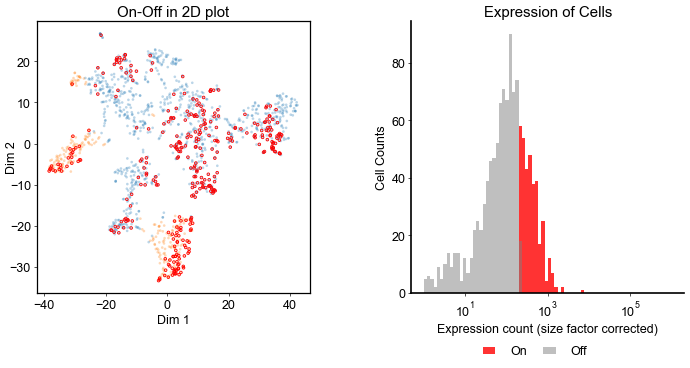 On-Off in 2D plot
20
10
0
−10
−20
−30
Dim 2
−40
−20
0
20
40
Dim 1
Expression of Cells
80
60
40
20
0
Cell Counts
10^1
10^3
10^5
Expression count (size factor corrected)
On Off